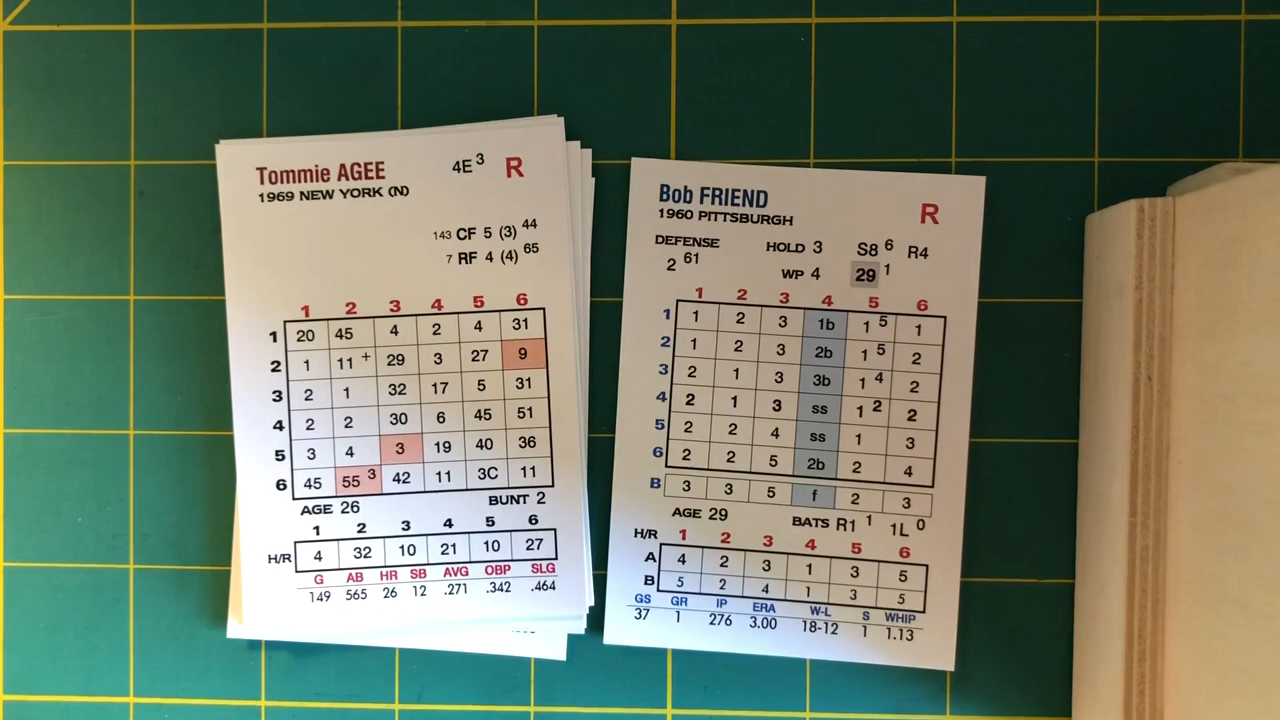 Tommie AGEE 4E 3 R
1969 NEW YORK (N)
143 CF 5 (3) 44
7 RF 4 (4) 65
1 2 3 4 5 6
1 20 45 4 2 4 31
2 1 11 + 29 3 27 9
3 2 1 32 17 5 31
4 2 2 30 6 45 51
5 3 4 3 19 40 36
6 45 55 3 42 11 3C 11
AGE 26 BUNT 2
1 2 3 4 5 6
H/R 4 32 10 21 10 27
G AB HR SB AVG OBP SLG
149 565 26 12 .271 .342 .464
Bob FRIEND R
1960 PITTSBURGH
DEFENSE HOLD 3 S8 6 R4
2 61 WP 4 29 1
1 2 3 4 5 6
1 1 2 3 1b 1 5 1
2 1 2 3 2b 1 5 2
3 2 1 3 3b 1 4 2
4 2 1 3 ss 1 2 2
5 2 2 4 ss 1 3
6 2 2 5 2b 2 4
B 3 3 5 f 2 3
AGE 29 BATS R1 1 1L 0
H/R 1 2 3 4 5 6
A 4 2 3 1 3 5
B 5 2 4 1 3 5
GS GR IP ERA W-L S WHIP
37 1 276 3.00 18-12 1 1.13